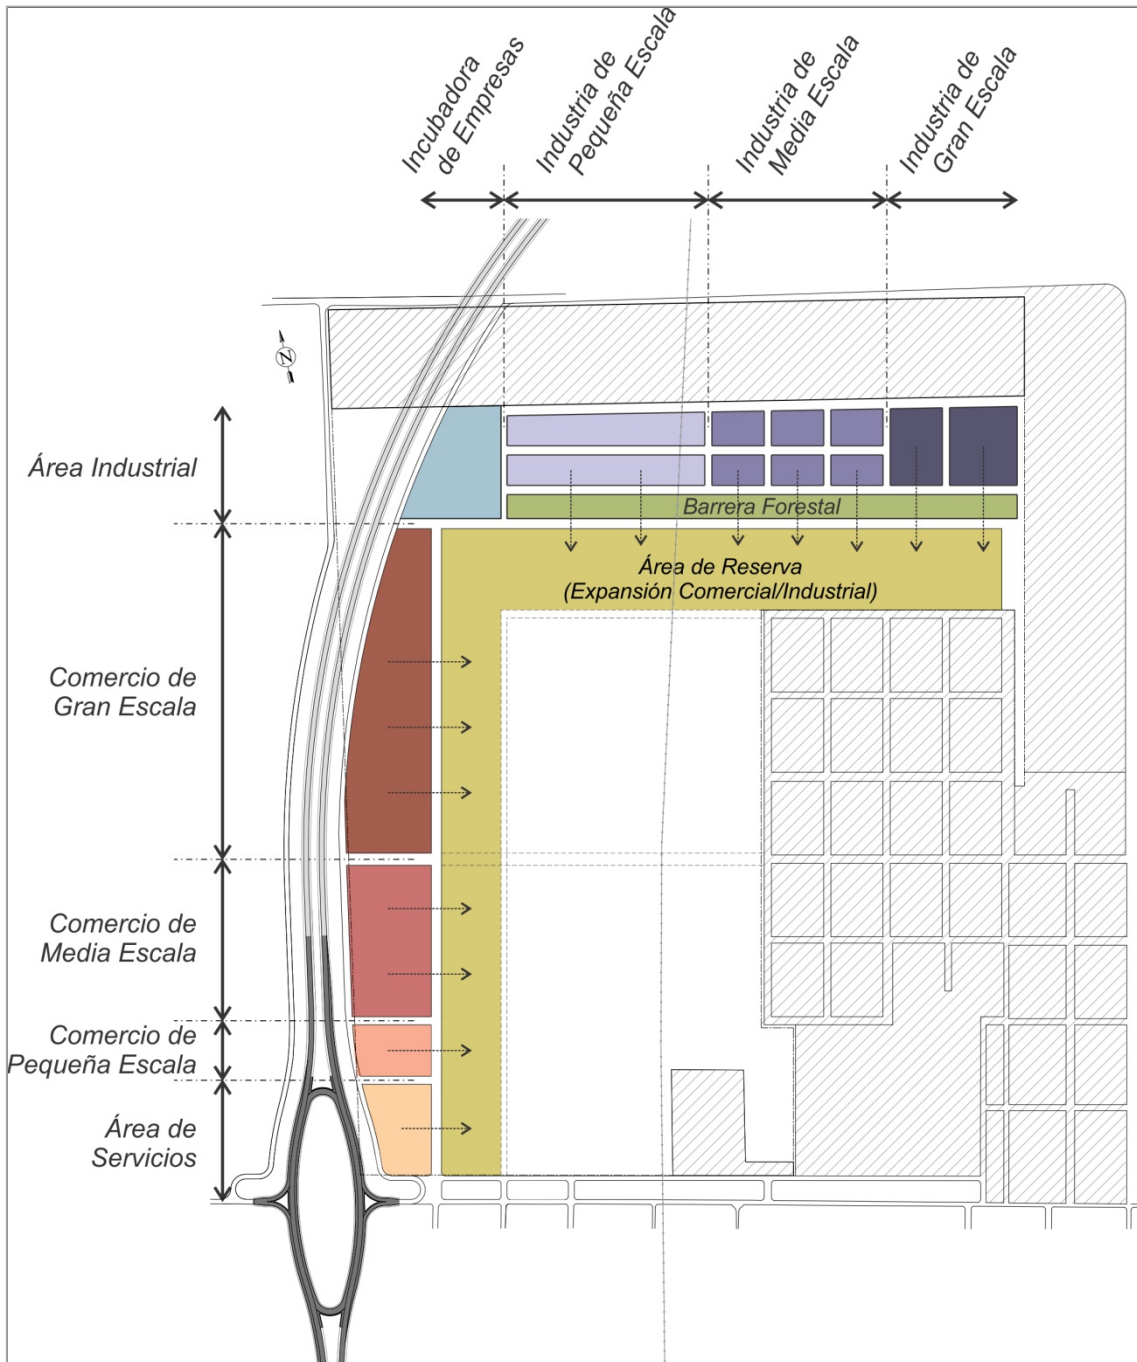 Incubadora
de Empresas
Industria de
Pequeña Escala
Industria de
Media Escala
Industria de
Gran Escala
N
Área Industrial
Barrera Forestal
Área de Reserva
(Expansión Comercial/Industrial)
Comercio de
Gran Escala
Comercio de
Media Escala
Comercio de
Pequeña Escala
Área de
Servicios